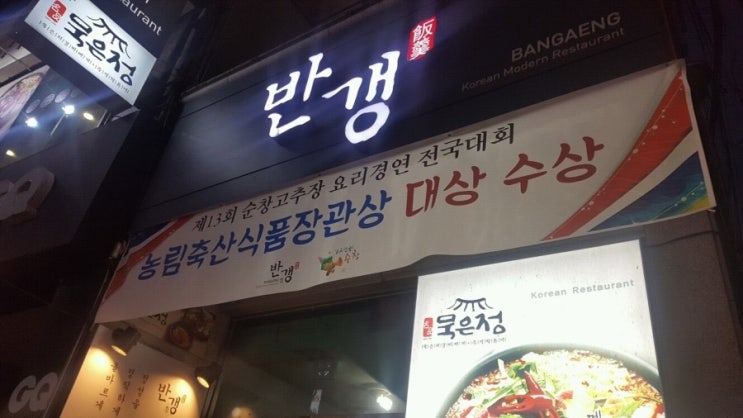 묵은정
飯羹
반갱
BANGAENG
Korean Modern Restaurant
제13회 순창고추장 요리경연 전국대회
농림축산식품장관상 대상 수상
반갱
Korean Restaurant
묵은정
반갱
GQ